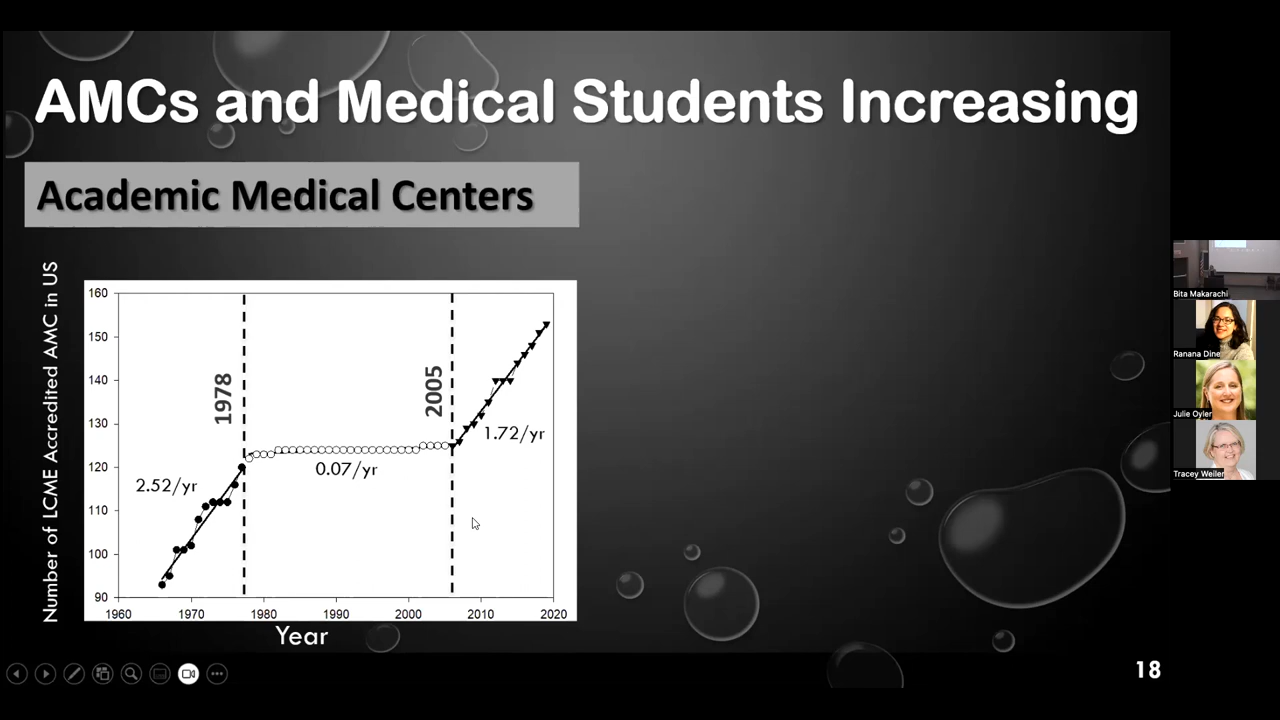 AMCs and Medical Students Increasing
Academic Medical Centers
Number of LCME Accredited AMC in US
160
150
140
130
120
110
100
90
1978
2005
2.52/yr
0.07/yr
1.72/yr
1960 1970 1980 1990 2000 2010 2020
Year
18
Bita Makarachi
Ranana Dine
Julie Oyler
Tracey Weiler